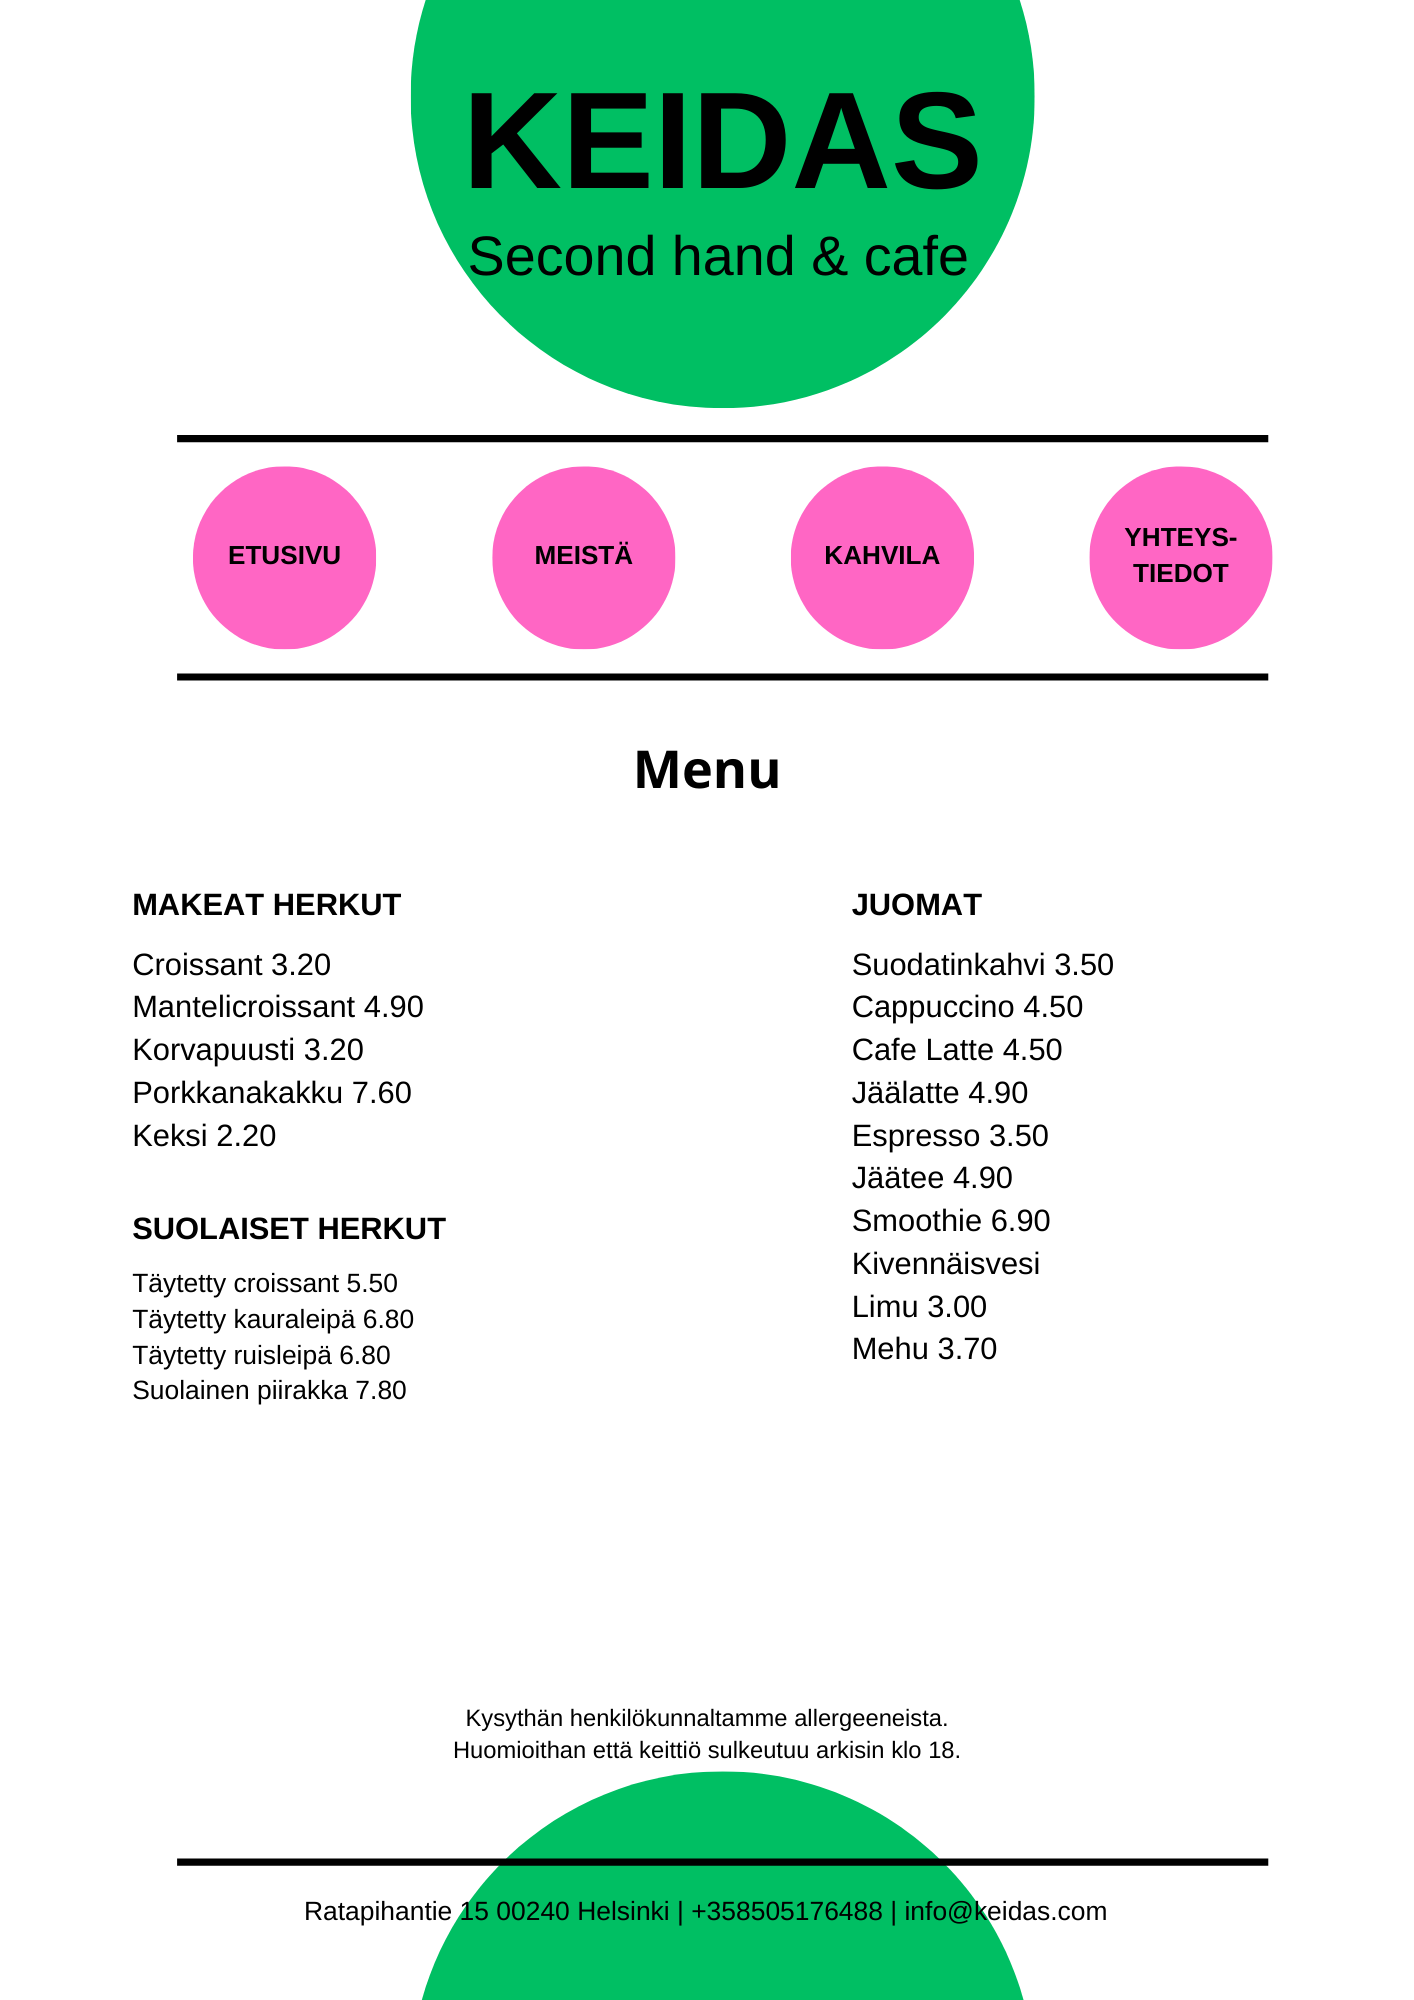 KEIDAS
Second hand & cafe
ETUSIVU
MEISTÄ
KAHVILA
YHTEYS-
TIEDOT
Menu
MAKEAT HERKUT
Croissant 3.20
Mantelicroissant 4.90
Korvapuusti 3.20
Porkkanakakku 7.60
Keksi 2.20
SUOLAISET HERKUT
Täytetty croissant 5.50
Täytetty kauraleipä 6.80
Täytetty ruisleipä 6.80
Suolainen piirakka 7.80
JUOMAT
Suodatinkahvi 3.50
Cappuccino 4.50
Cafe Latte 4.50
Jäälatte 4.90
Espresso 3.50
Jäätee 4.90
Smoothie 6.90
Kivennäisvesi
Limu 3.00
Mehu 3.70
Kysythän henkilökunnaltamme allergeeneista.
Huomioithan että keittiö sulkeutuu arkisin klo 18.
Ratapihantie 15 00240 Helsinki | +358505176488 | info@keidas.com